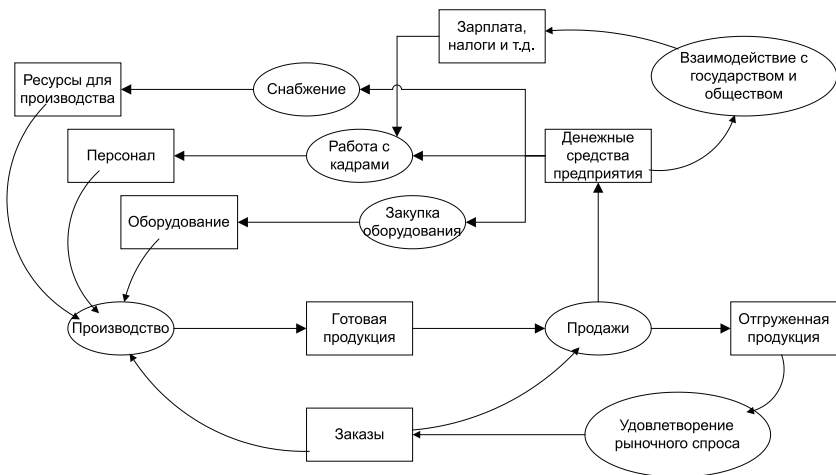 Зарплата,
налоги и т.д.
Взаимодействие с
государством и
обществом
Ресурсы для
производства
Снабжение
Персонал
Работа с
кадрами
Денежные
средства
предприятия
Оборудование
Закупка
оборудования
Производство
Готовая
продукция
Продажи
Отгруженная
продукция
Заказы
Удовлетворение
рыночного спроса